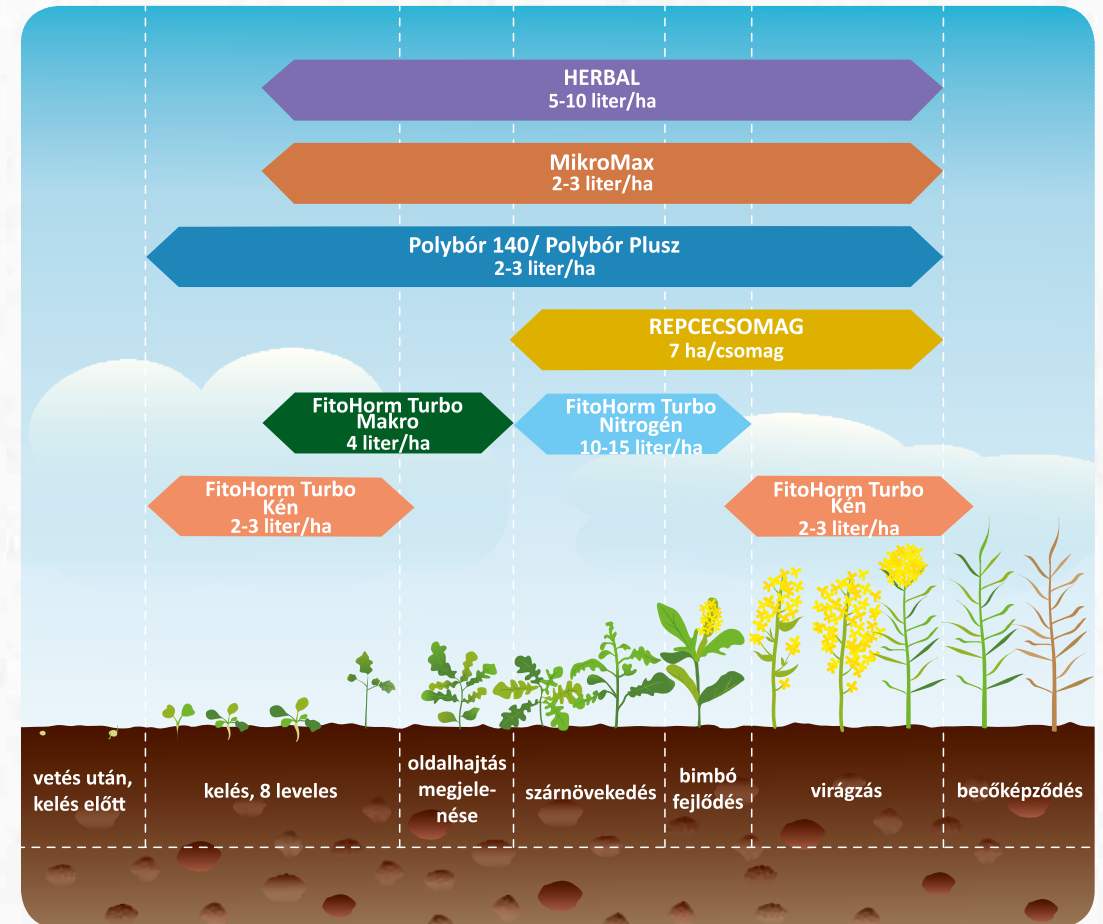 HERBAL
5-10 liter/ha
MikroMax
2-3 liter/ha
Polybór 140/ Polybór Plusz
2-3 liter/ha
REPCECSOMAG
7 ha/csomag
FitoHorm Turbo
Makro
4 liter/ha
FitoHorm Turbo
Nitrogén
10-15 liter/ha
FitoHorm Turbo
Kén
2-3 liter/ha
FitoHorm Turbo
Kén
2-3 liter/ha
vetés után,
kelés előtt
kelés, 8 leveles
oldalhajtás
megjele-
nése
szárnövekedés
bimbó
fejlődés
virágzás
becőképződés